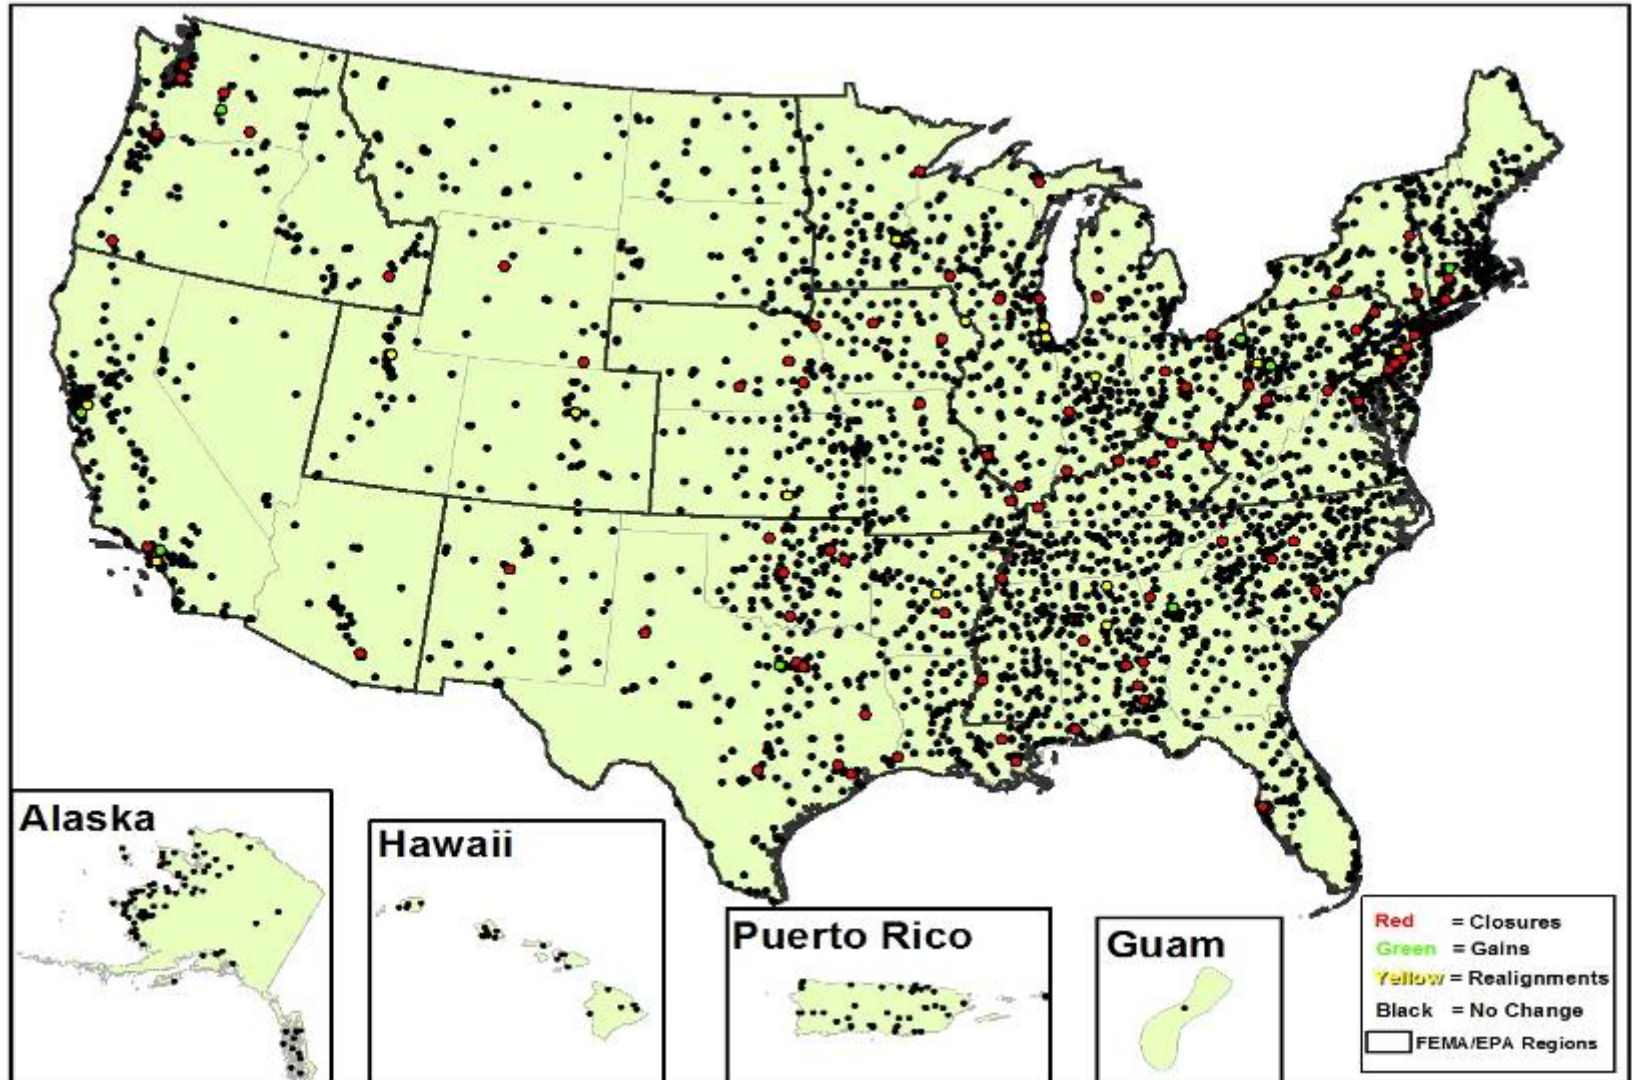 Alaska
Hawaii
Puerto Rico
Guam
Red = Closures
Green = Gains
Yellow = Realignments
Black = No Change
FEMA/EPA Regions